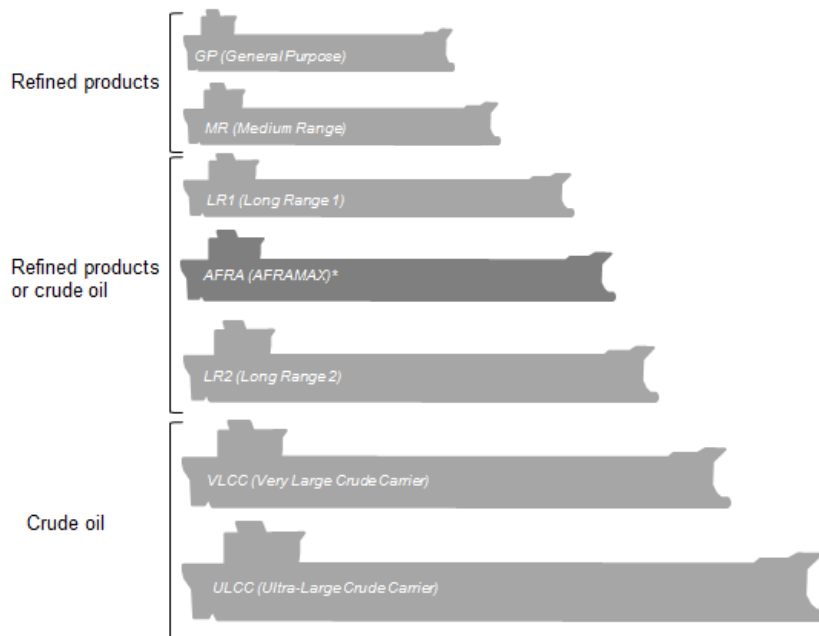 GP (General Purpose)
Refined products
MR (Medium Range)
LR1 (Long Range 1)
Refined products
or crude oil
AFRA (AFRAMAX)*
LR2 (Long Range 2)
VLCC (Very Large Crude Carrier)
Crude oil
ULCC (Ultra-Large Crude Carrier)